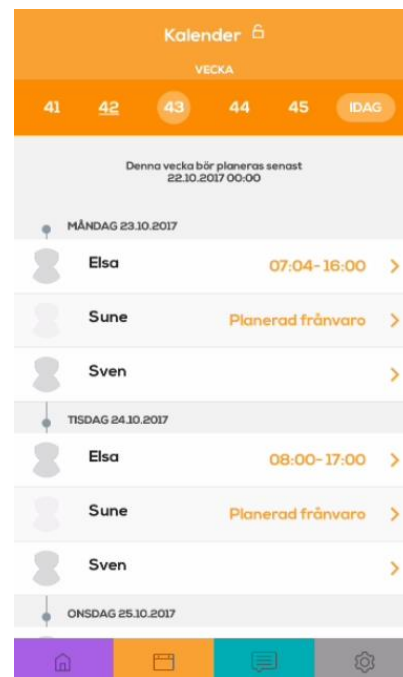 Kalender
VECKA
41 42 43 44 45 IDAG
Denna vecka bör planeras senast
22.10.2017 00:00
MÅNDAG 23.10.2017
Elsa 07:04-16:00
Sune Planerad frånvaro
Sven
TISDAG 24.10.2017
Elsa 08:00-17:00
Sune Planerad frånvaro
Sven
ONSDAG 25.10.2017